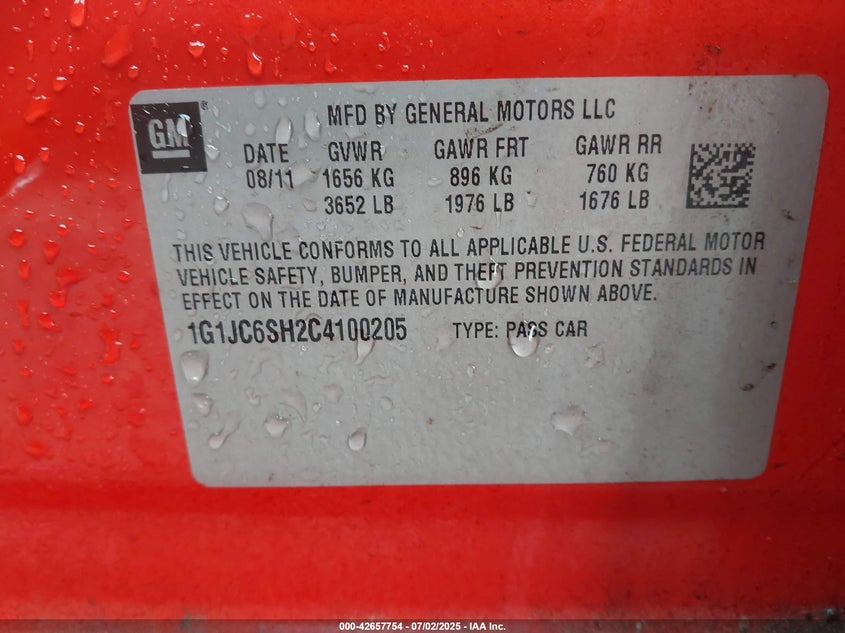 GM®
MFD BY GENERAL MOTORS LLC
DATE GVWR GAWR FRT GAWR RR
08/11 1656 KG 896 KG 760 KG
3652 LB 1976 LB 1676 LB
THIS VEHICLE CONFORMS TO ALL APPLICABLE U.S. FEDERAL MOTOR
VEHICLE SAFETY, BUMPER, AND THEFT PREVENTION STANDARDS IN
EFFECT ON THE DATE OF MANUFACTURE SHOWN ABOVE.
1G1JC6SH2C4100205 TYPE: PASS CAR
000-42657754 - 07/02/2025 - IAA Inc.